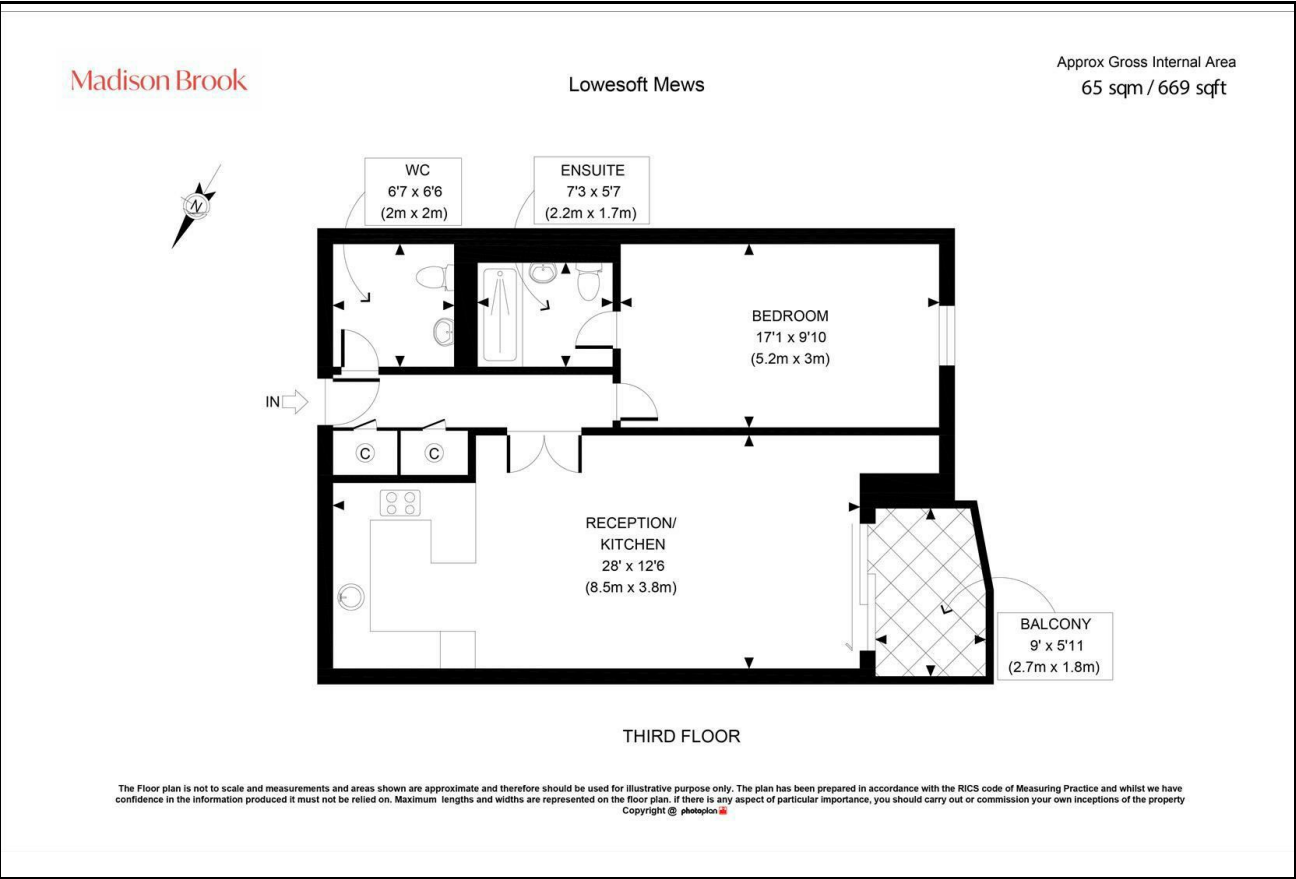 Madison Brook
Lowesoft Mews
Approx Gross Internal Area
65 sqm / 669 sqft
N
WC
6'7 x 6'6
(2m x 2m)
ENSUITE
7'3 x 5'7
(2.2m x 1.7m)
BEDROOM
17'1 x 9'10
(5.2m x 3m)
IN
C
C
RECEPTION/
KITCHEN
28' x 12'6
(8.5m x 3.8m)
BALCONY
9' x 5'11
(2.7m x 1.8m)
THIRD FLOOR
The Floor plan is not to scale and measurements and areas shown are approximate and therefore should be used for illustrative purpose only. The plan has been prepared in accordance with the RICS code of Measuring Practice and whilst we have
confidence in the information produced it must not be relied on. Maximum lengths and widths are represented on the floor plan. if there is any aspect of particular importance, you should carry out or commission your own inceptions of the property
Copyright @ photoplan